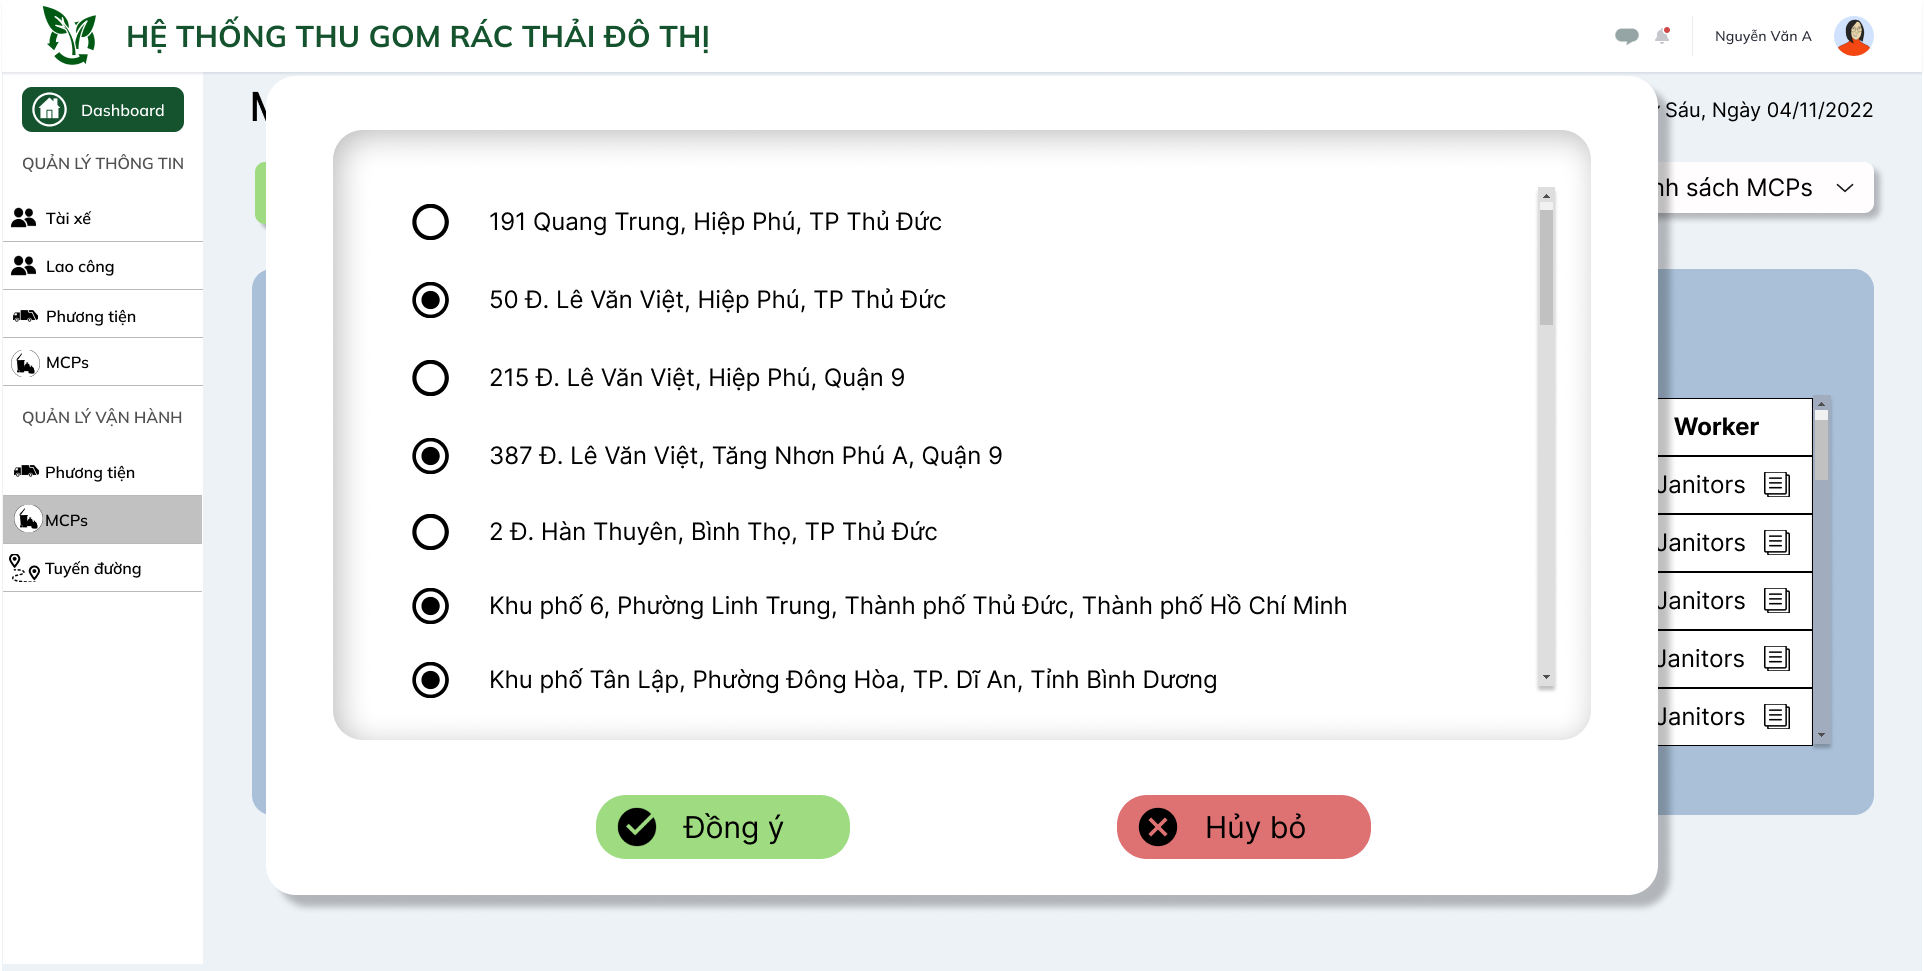 HỆ THỐNG THU GOM RÁC THẢI ĐÔ THỊ
Nguyễn Văn A
Dashboard
QUẢN LÝ THÔNG TIN
Tài xế
Lao công
Phương tiện
MCPs
QUẢN LÝ VẬN HÀNH
Phương tiện
MCPs
Tuyến đường
Sáu, Ngày 04/11/2022
sách MCPs
191 Quang Trung, Hiệp Phú, TP Thủ Đức
50 Đ. Lê Văn Việt, Hiệp Phú, TP Thủ Đức
215 Đ. Lê Văn Việt, Hiệp Phú, Quận 9
387 Đ. Lê Văn Việt, Tăng Nhơn Phú A, Quận 9
2 Đ. Hàn Thuyên, Bình Thọ, TP Thủ Đức
Khu phố 6, Phường Linh Trung, Thành phố Thủ Đức, Thành phố Hồ Chí Minh
Khu phố Tân Lập, Phường Đông Hòa, TP. Dĩ An, Tỉnh Bình Dương
Worker
Janitors
Janitors
Janitors
Janitors
Janitors
Đồng ý
Hủy bỏ